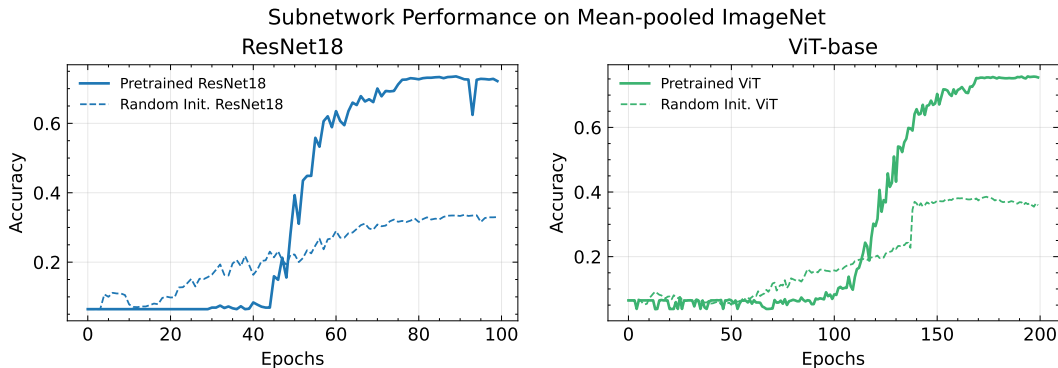 Subnetwork Performance on Mean-pooled ImageNet
ResNet18
Pretrained ResNet18
Random Init. ResNet18
Accuracy
0.6
0.4
0.2
0
20
40
60
80
100
Epochs
ViT-base
Pretrained ViT
Random Init. ViT
Accuracy
0.6
0.4
0.2
0
50
100
150
200
Epochs